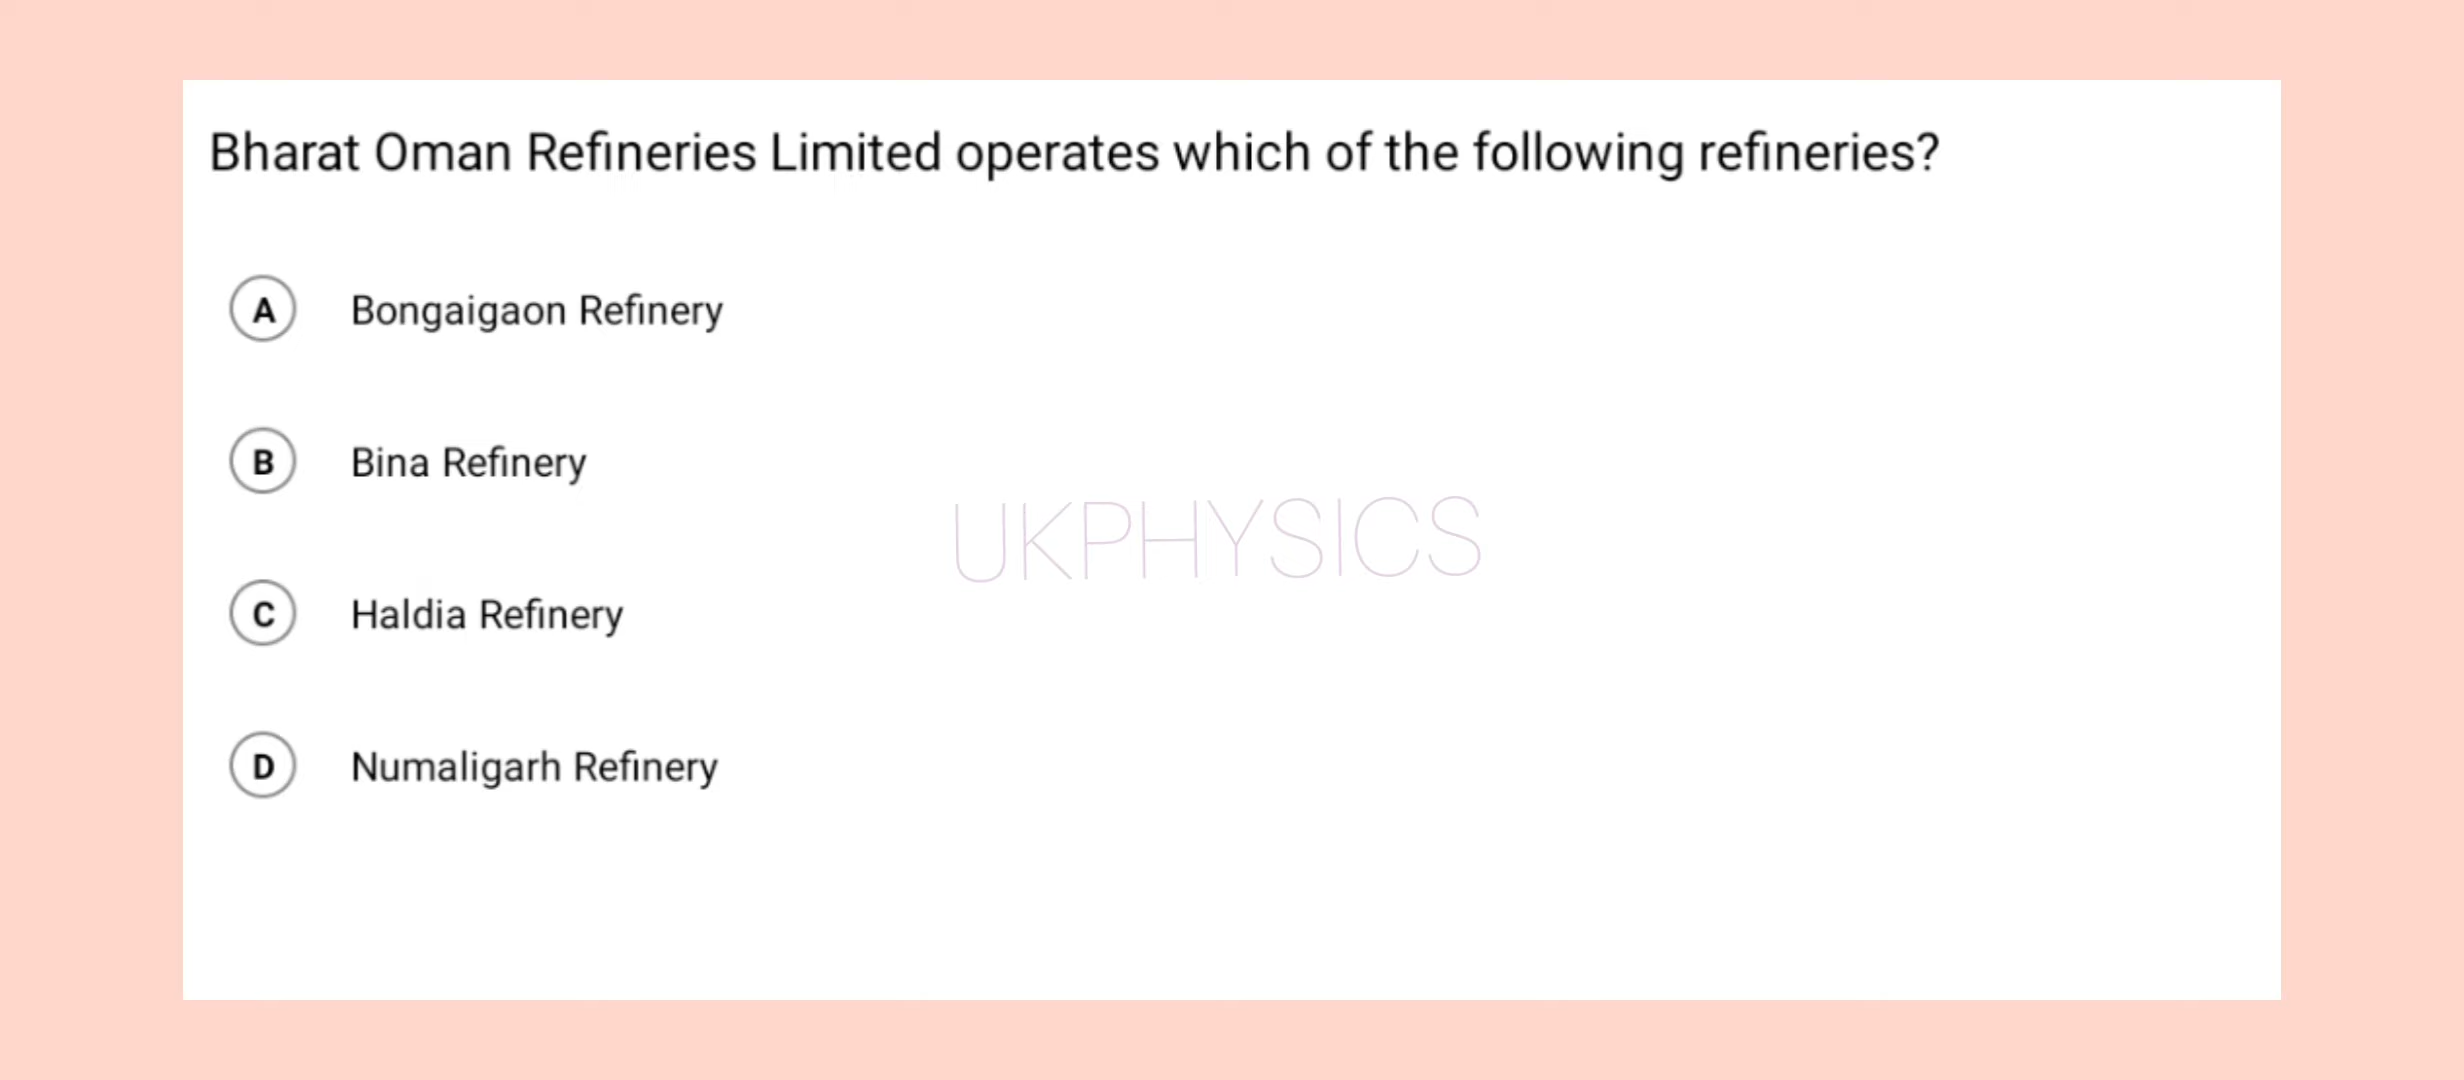 Bharat Oman Refineries Limited operates which of the following refineries?
A Bongaigaon Refinery
B Bina Refinery
UKPHYSICS
C Haldia Refinery
D Numaligarh Refinery